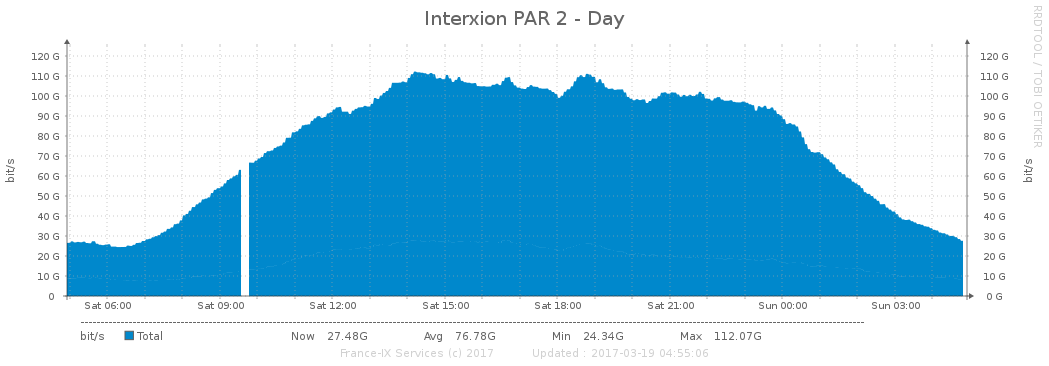 Interxion PAR 2 - Day
RRDTOOL / TOBI OETIKER
bit/s
120 G 120 G
110 G 110 G
100 G 100 G
90 G 90 G
80 G 80 G
70 G 70 G
60 G 60 G
50 G 50 G
40 G 40 G
30 G 30 G
20 G 20 G
10 G 10 G
0 0 G
bit/s
Sat 06:00 Sat 09:00 Sat 12:00 Sat 15:00 Sat 18:00 Sat 21:00 Sun 00:00 Sun 03:00
bit/s Total Now 27.48G Avg 76.78G Min 24.34G Max 112.07G
France-IX Services (c) 2017 Updated : 2017-03-19 04:55:06